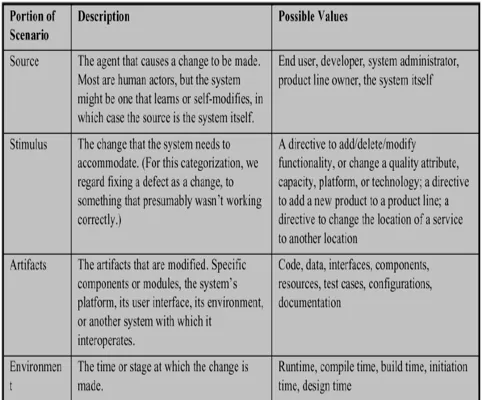 Portion of Scenario | Description | Possible Values
Source | The agent that causes a change to be made. Most are human actors, but the system might be one that learns or self-modifies, in which case the source is the system itself. | End user, developer, system administrator, product line owner, the system itself
Stimulus | The change that the system needs to accommodate. (For this categorization, we regard fixing a defect as a change, to something that presumably wasn't working correctly.) | A directive to add/delete/modify functionality, or change a quality attribute, capacity, platform, or technology; a directive to add a new product to a product line; a directive to change the location of a service to another location
Artifacts | The artifacts that are modified. Specific components or modules, the system's platform, its user interface, its environment, or another system with which it interoperates. | Code, data, interfaces, components, resources, test cases, configurations, documentation
Environmen t | The time or stage at which the change is made. | Runtime, compile time, build time, initiation time, design time